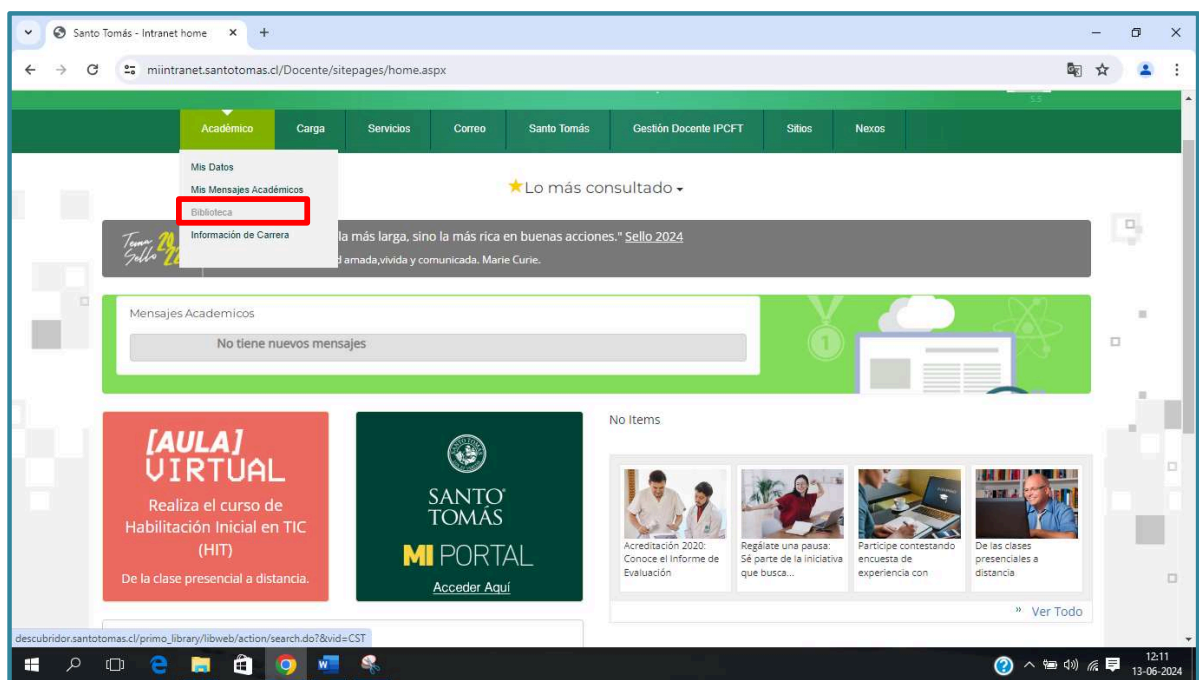 Santo Tomás - Intranet home
miintranet.santotomas.cl/Docente/sitepages/home.aspx
Académico Carga Servicios Correo Santo Tomás Gestión Docente IPCFT Sitios Nexos
Mis Datos
Mis Mensajes Académicos
Biblioteca
Información de Carrera
Lo más consultado
Tema
Sello
la más larga, sino la más rica en buenas acciones." Sello 2024
amada,vivida y comunicada. Marie Curie.
Mensajes Academicos
No tiene nuevos mensajes
1
[AULA]
VIRTUAL
Realiza el curso de
Habilitación Inicial en TIC
(HIT)
De la clase presencial a distancia.
SANTO
TOMÁS
MI PORTAL
Acceder Aquí
No Items
Acreditación 2020:
Conoce el Informe de
Evaluación
Regálate una pausa:
Sé parte de la iniciativa
que busca...
Participe contestando
encuesta de
experiencia con
De las clases
presenciales a
distancia
» Ver Todo
descubridor.santotomas.cl/primo_library/libweb/action/search.do?&vid=CST
12:11
13-06-2024